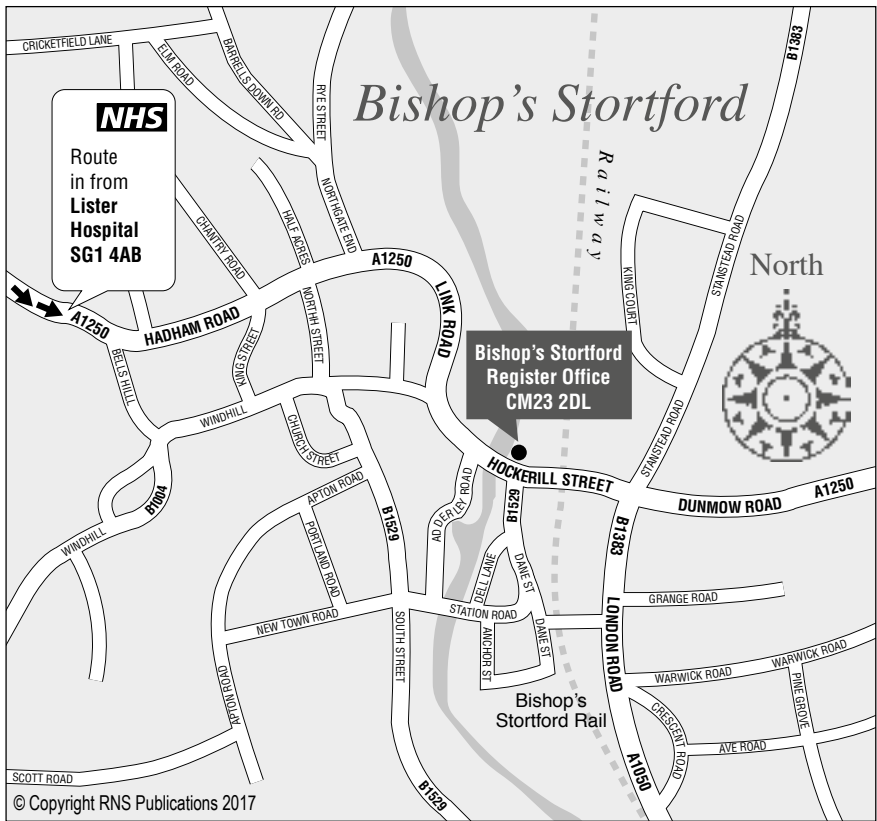 CRICKETFIELD LANE
ELM ROAD
BARRELLS DOWN RD
RYE STREET
B1383
Bishop's Stortford
NHS
Route
in from
Lister
Hospital
SG1 4AB
Railway
CHANTRY ROAD
HALF ACRES
NORTHGATE END
A1250
LINK ROAD
KING COURT
STANSTEAD ROAD
North
A1250
HADHAM ROAD
NORTHH STREET
KING STREET
BELLS HILLL
Bishop's Stortford
Register Office
CM23 2DL
WINDHILL
CHURCH STREET
STANSTEAD ROAD
HOCKERILL STREET
DUNMOW ROAD
A1250
B1004
APTON ROAD
AD DER LEY ROAD
B1529
B1529
B1383
WINDHILL
PORTLAND ROAD
DELL LANE
DANE ST
GRANGE ROAD
NEW TOWN ROAD
STATION ROAD
LONDON ROAD
SOUTH STREET
ANCHOR ST
DANE ST
WARWICK ROAD
WARWICK ROAD
APTON ROAD
Bishop's
Stortford Rail
PINE GROVE
CRESCENT ROAD
AVE ROAD
A1050
SCOTT ROAD
B1529
© Copyright RNS Publications 2017